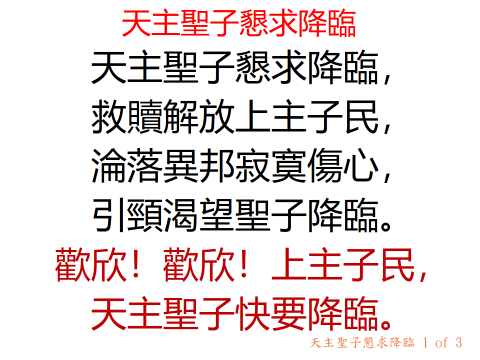 天主聖子懇求降臨
天主聖子懇求降臨，
救贖解放上主子民，
淪落異邦寂寞傷心，
引頸渴望聖子降臨。
歡欣！歡欣！上主子民，
天主聖子快要降臨。
天主聖子懇求降臨 1 of 3